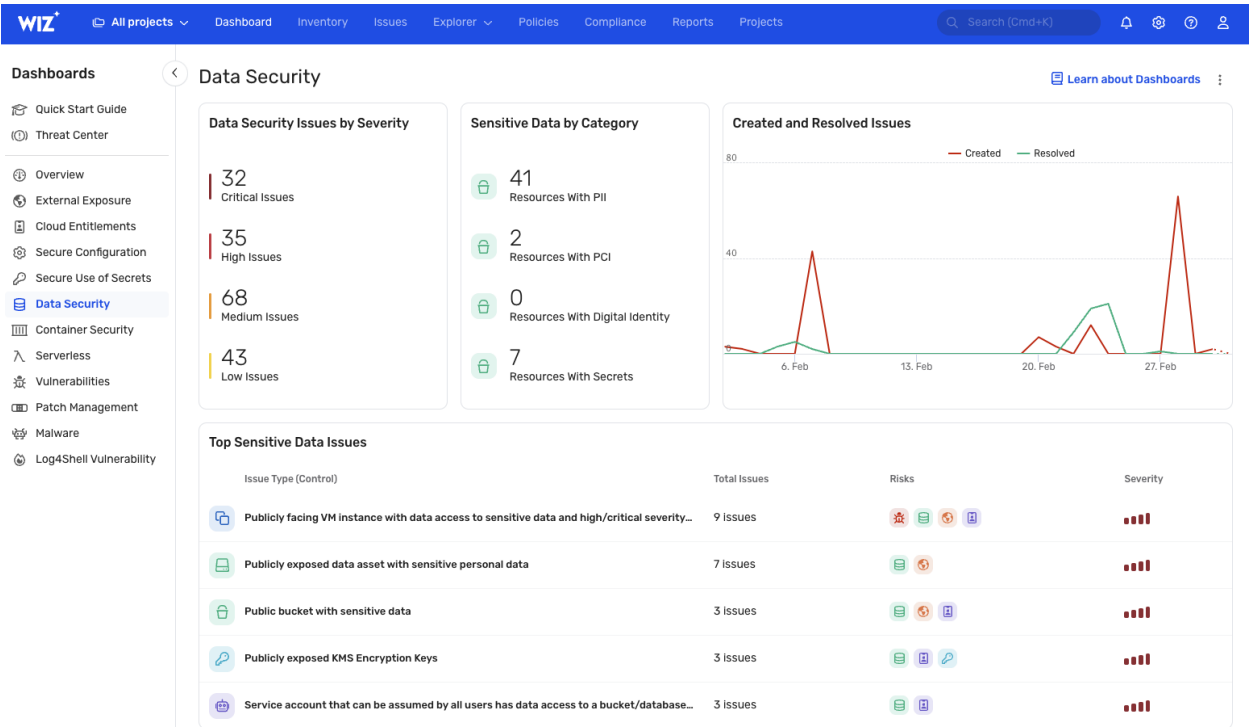 WIZ
All projects
Dashboard
Inventory
Issues
Explorer
Policies
Compliance
Reports
Projects
Search (Cmd+K)
Dashboards
Quick Start Guide
Threat Center
Overview
External Exposure
Cloud Entitlements
Secure Configuration
Secure Use of Secrets
Data Security
Container Security
Serverless
Vulnerabilities
Patch Management
Malware
Log4Shell Vulnerability
Data Security
Learn about Dashboards
Data Security Issues by Severity
32
Critical Issues
35
High Issues
68
Medium Issues
43
Low Issues
Sensitive Data by Category
41
Resources With PII
2
Resources With PCI
0
Resources With Digital Identity
7
Resources With Secrets
Created and Resolved Issues
Created
Resolved
80
40
0
6. Feb
13. Feb
20. Feb
27. Feb
Top Sensitive Data Issues
Issue Type (Control)
Total Issues
Risks
Severity
Publicly facing VM instance with data access to sensitive data and high/critical severity...
9 issues
Publicly exposed data asset with sensitive personal data
7 issues
Public bucket with sensitive data
3 issues
Publicly exposed KMS Encryption Keys
3 issues
Service account that can be assumed by all users has data access to a bucket/database...
3 issues